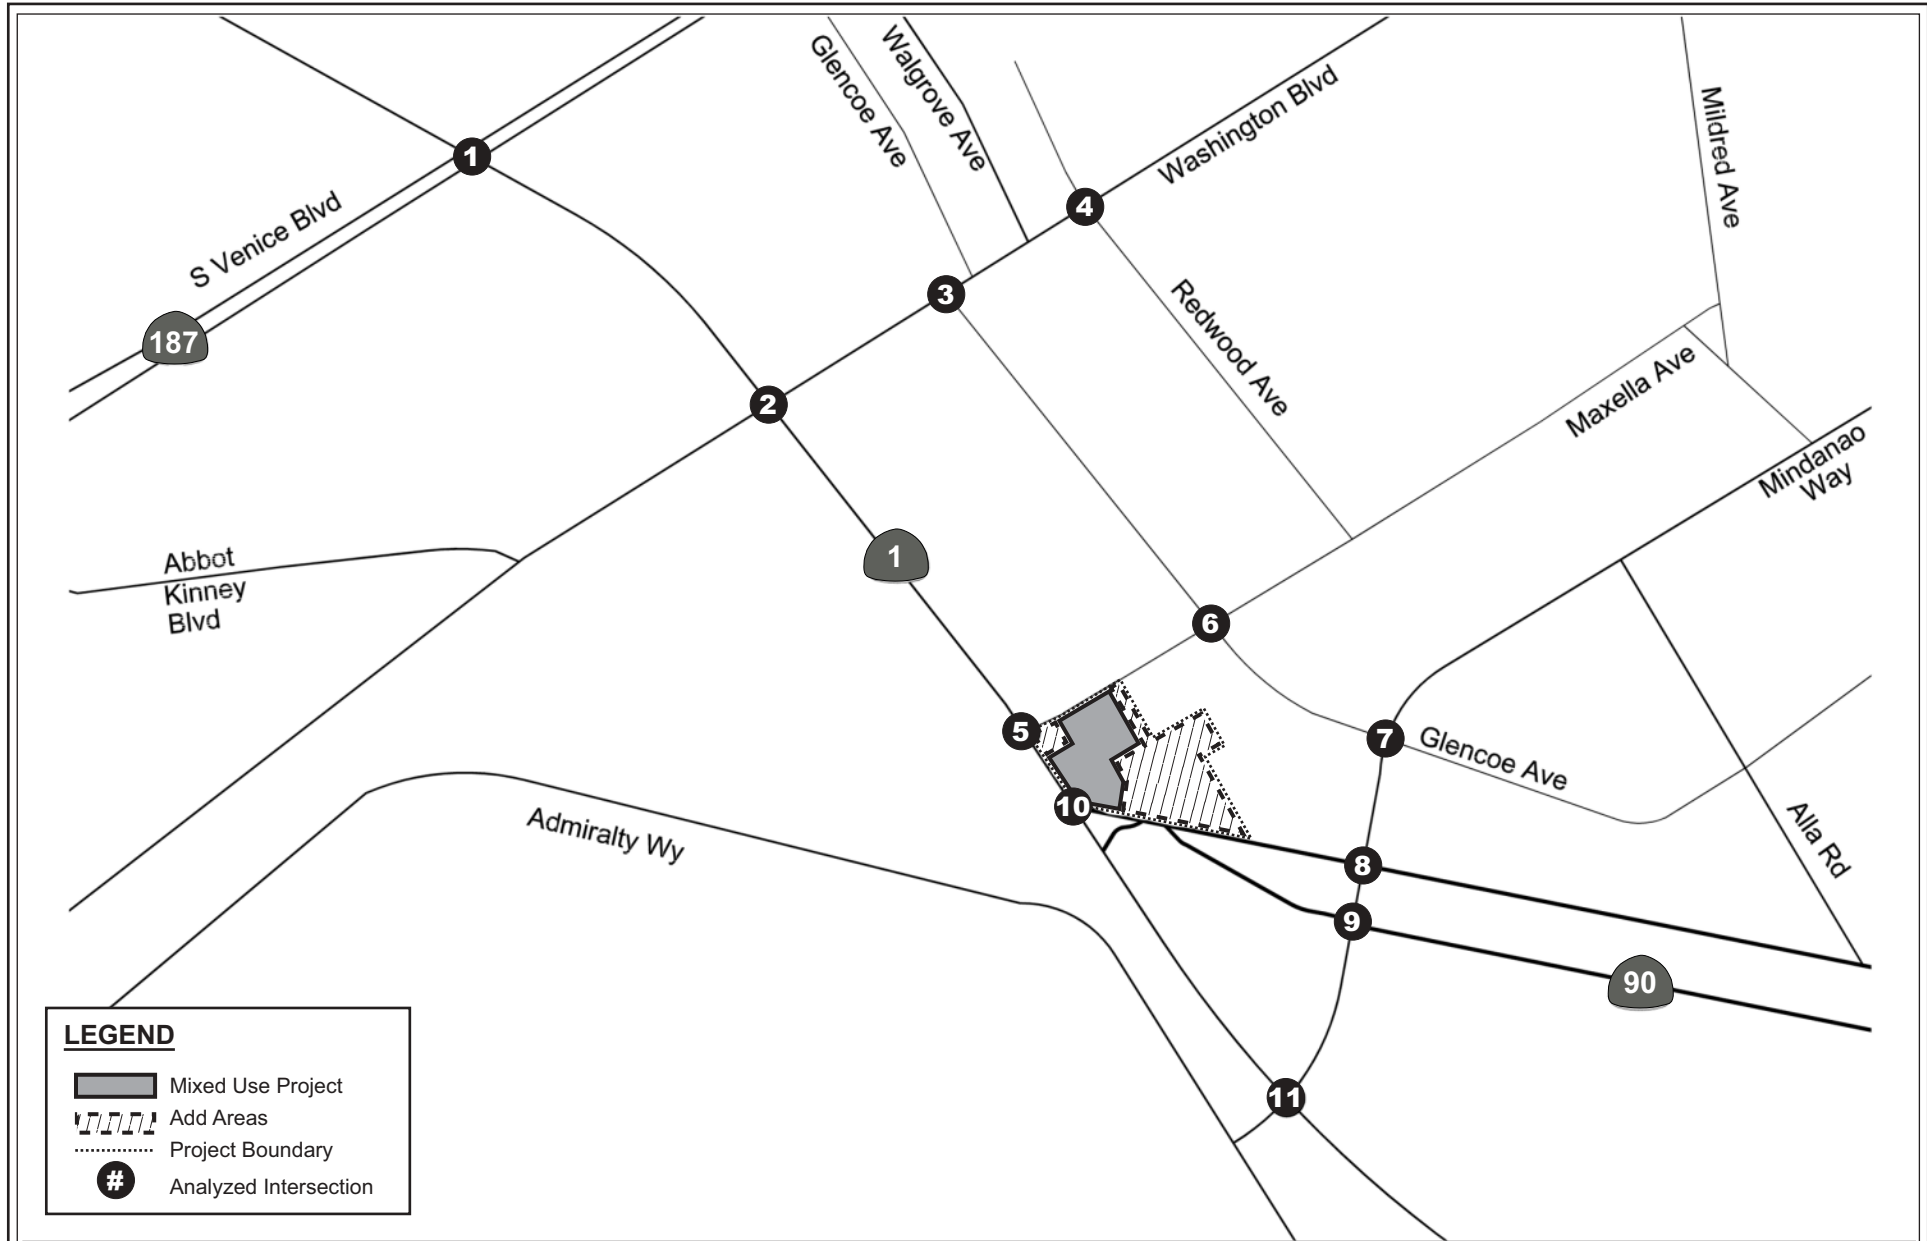 Glencoe Ave
Walgrove Ave
Washington Blvd
Mildred Ave
1
4
S Venice Blvd
187
3
Redwood Ave
2
Maxella Ave
Mindanao
Way
1
Abbot
Kinney
Blvd
6
5
7
Glencoe Ave
10
Admiralty Wy
Alla Rd
8
9
90
11
LEGEND
Mixed Use Project
Add Areas
Project Boundary
# Analyzed Intersection